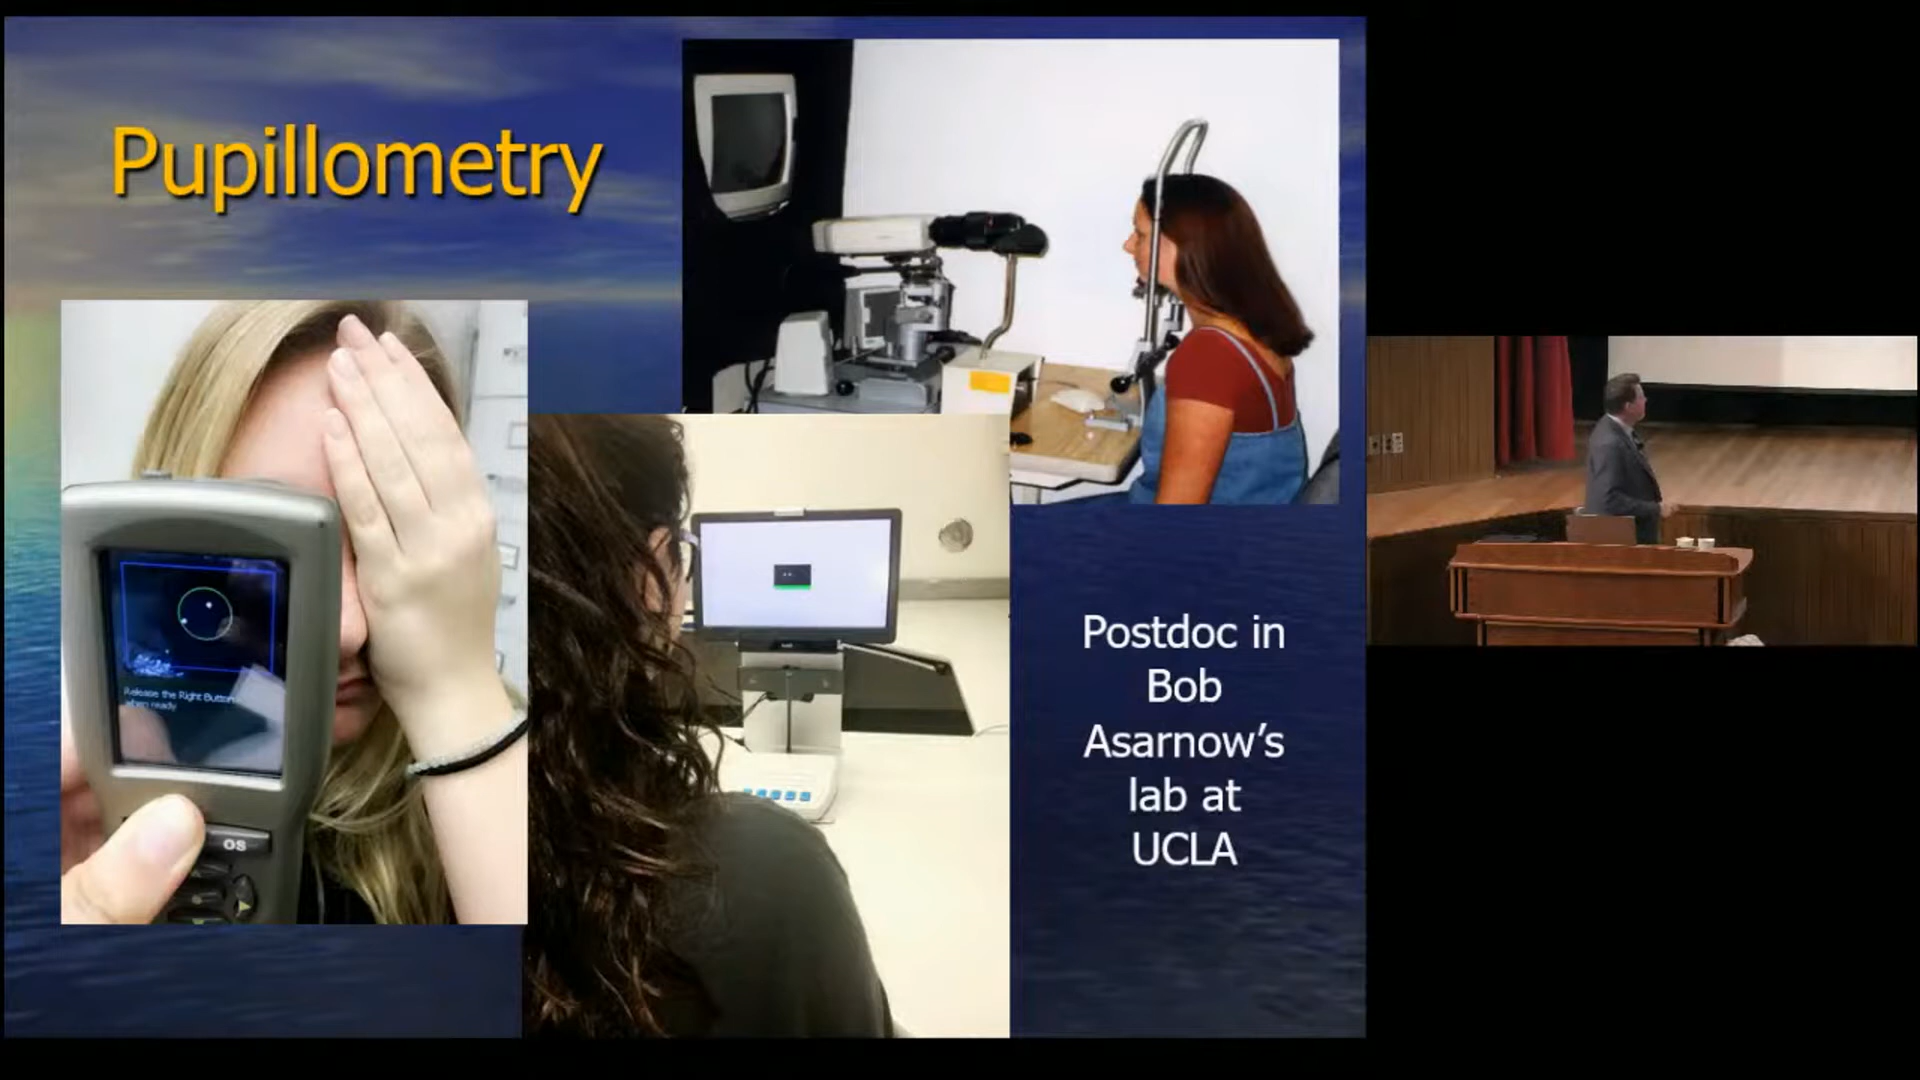 Pupillometry
Release the Right Button
when ready
OS
Postdoc in
Bob
Asarnow's
lab at
UCLA